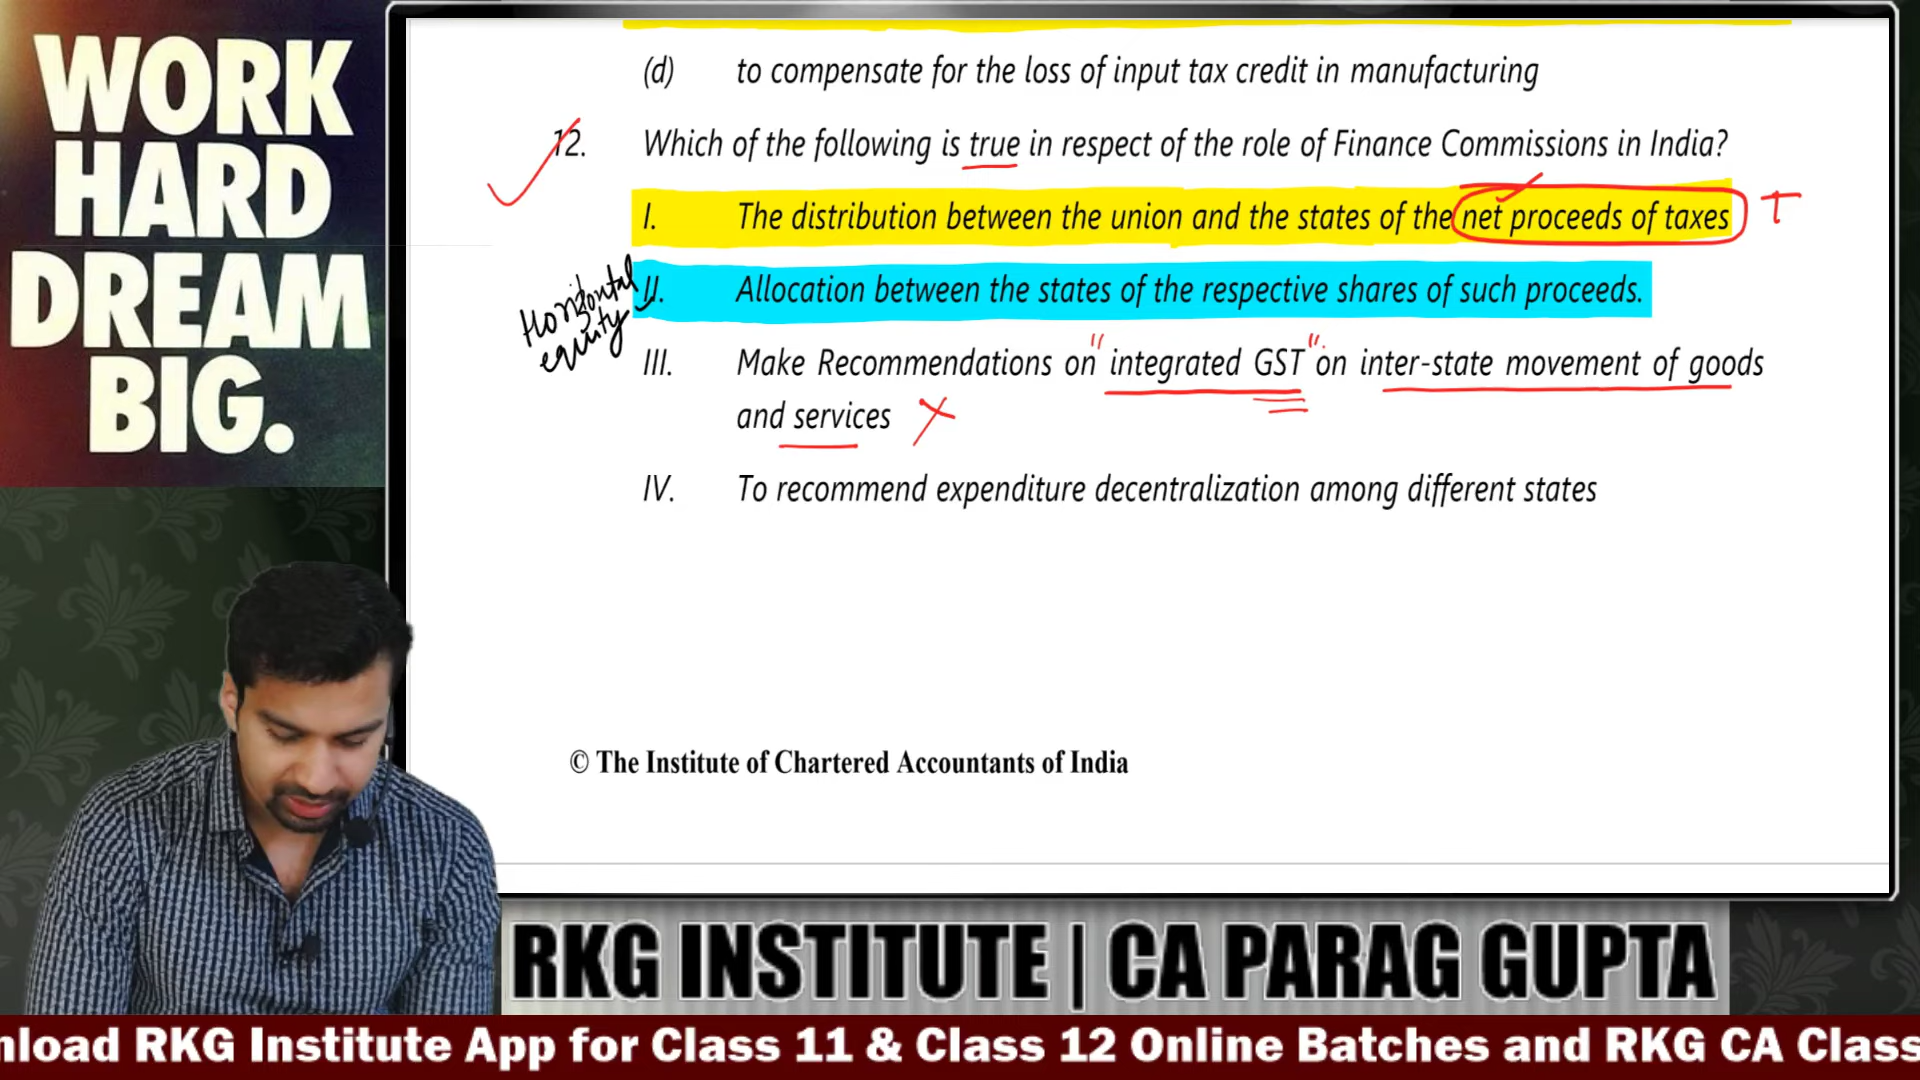 WORK
HARD
DREAM
BIG.
(d) to compensate for the loss of input tax credit in manufacturing
12. Which of the following is true in respect of the role of Finance Commissions in India?
I. The distribution between the union and the states of the net proceeds of taxes T
Horizontal
equity
II. Allocation between the states of the respective shares of such proceeds.
III. Make Recommendations on "integrated GST" on inter-state movement of goods
and services
IV. To recommend expenditure decentralization among different states
© The Institute of Chartered Accountants of India
RKG INSTITUTE | CA PARAG GUPTA
nload RKG Institute App for Class 11 & Class 12 Online Batches and RKG CA Class